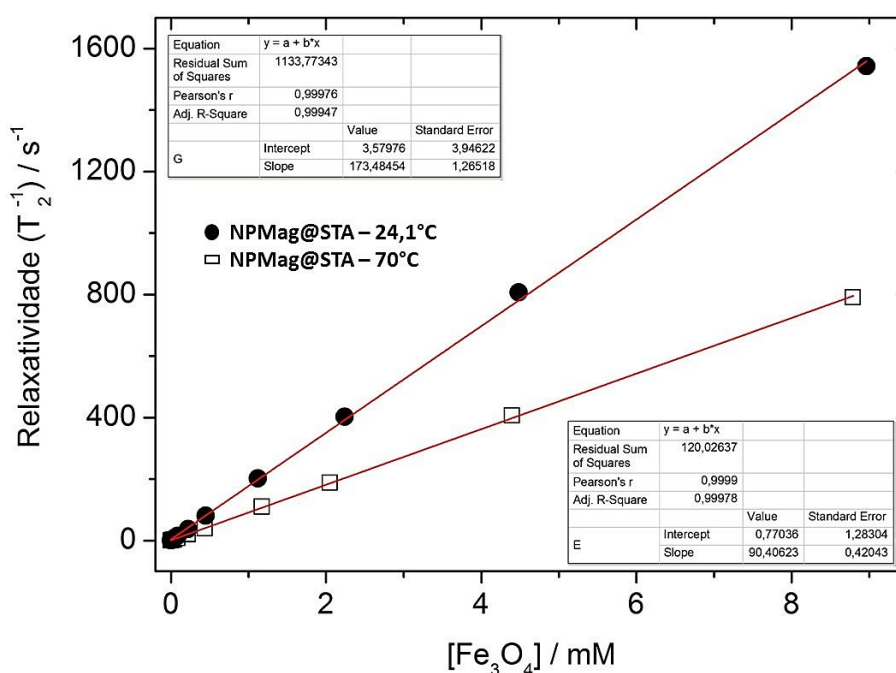 1600
1200
800
400
0
Relaxatividade (T₂⁻¹) / s⁻¹
Equation y = a + b*x
Residual Sum of Squares 1133,77343
Pearson's r 0,99976
Adj. R-Square 0,99947
Value Standard Error
G Intercept 3,57976 3,94622
Slope 173,48454 1,26518
NPMag@STA – 24,1°C
NPMag@STA – 70°C
Equation y = a + b*x
Residual Sum of Squares 120,02637
Pearson's r 0,9999
Adj. R-Square 0,99978
Value Standard Error
E Intercept 0,77036 1,28304
Slope 90,40623 0,42043
0 2 4 6 8
[Fe₃O₄] / mM